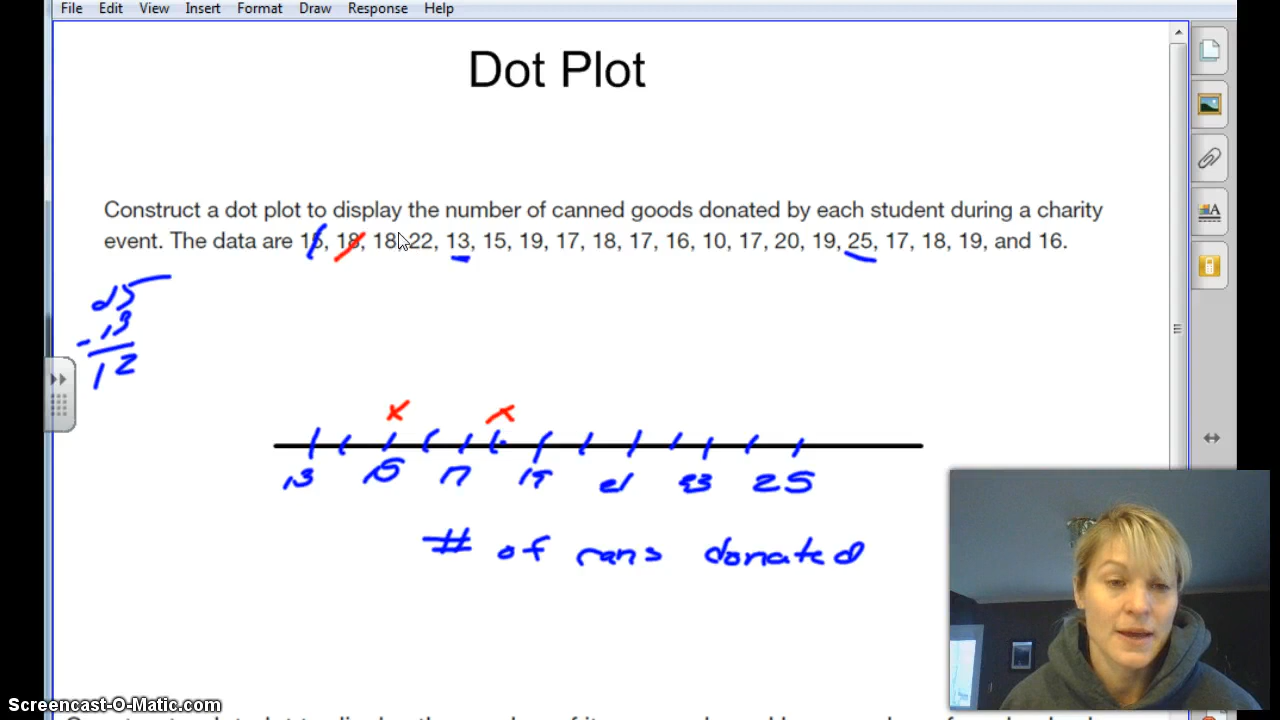 File Edit View Insert Format Draw Response Help
Dot Plot
Construct a dot plot to display the number of canned goods donated by each student during a charity
event. The data are 15, 18, 18, 22, 13, 15, 19, 17, 18, 17, 16, 10, 17, 20, 19, 25, 17, 18, 19, and 16.
25
- 13
12
x x
13 15 17 19 21 23 25
# of cans donated
Screencast-O-Matic.com